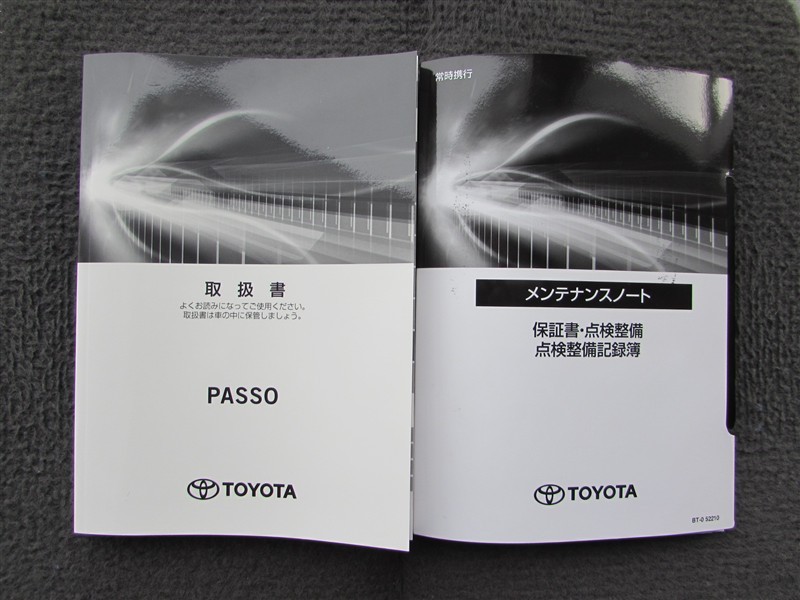 取扱書
よくお読みになってご使用ください。
取扱書は車の中に保管しましょう。
PASSO
TOYOTA
常時携行
メンテナンスノート
保証書・点検整備
点検整備記録簿
TOYOTA
BT-0 52210